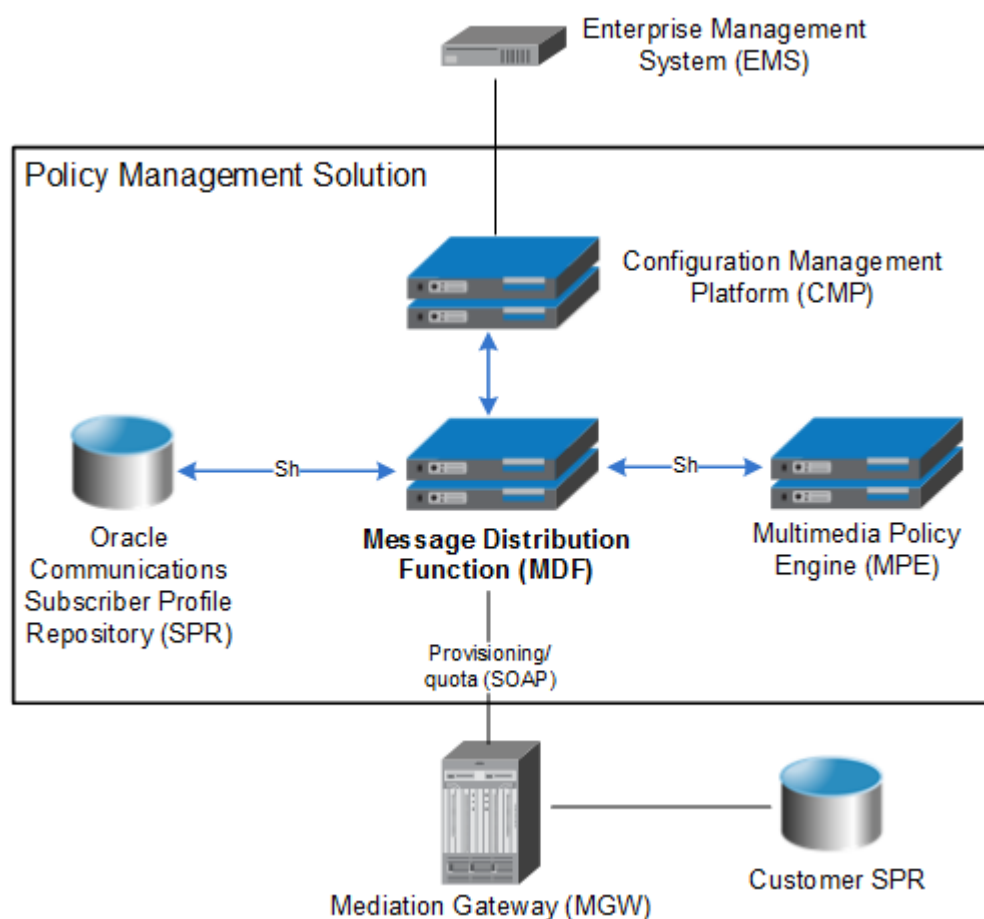 Enterprise Management
System (EMS)
Policy Management Solution
Configuration Management
Platform (CMP)
Sh
Sh
Oracle
Communications
Subscriber Profile
Repository (SPR)
Message Distribution
Function (MDF)
Multimedia Policy
Engine (MPE)
Provisioning/
quota (SOAP)
Mediation Gateway (MGW)
Customer SPR